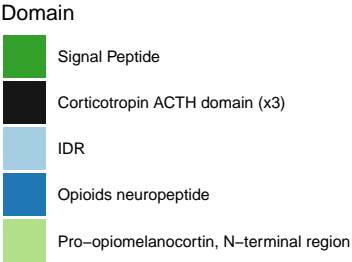 Domain
Signal Peptide
Corticotropin ACTH domain (x3)
IDR
Opioids neuropeptide
Pro−opiomelanocortin, N−terminal region